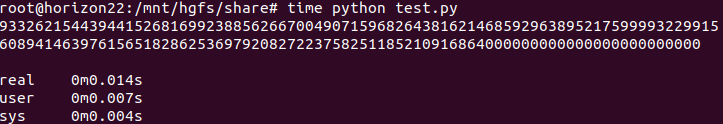 root@horizon22:/mnt/hgfs/share# time python test.py
93326215443944152681699238856266700490715968264381621468592963895217599993229915
608941463976156518286253697920827223758251185210916864000000000000000000000000
real 0m0.014s
user 0m0.007s
sys 0m0.004s